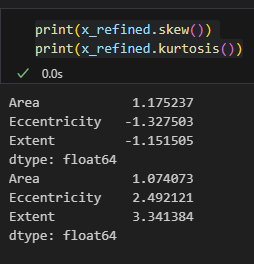 print(x_refined.skew())
print(x_refined.kurtosis())
0.0s
Area 1.175237
Eccentricity -1.327503
Extent -1.151505
dtype: float64
Area 1.074073
Eccentricity 2.492121
Extent 3.341384
dtype: float64